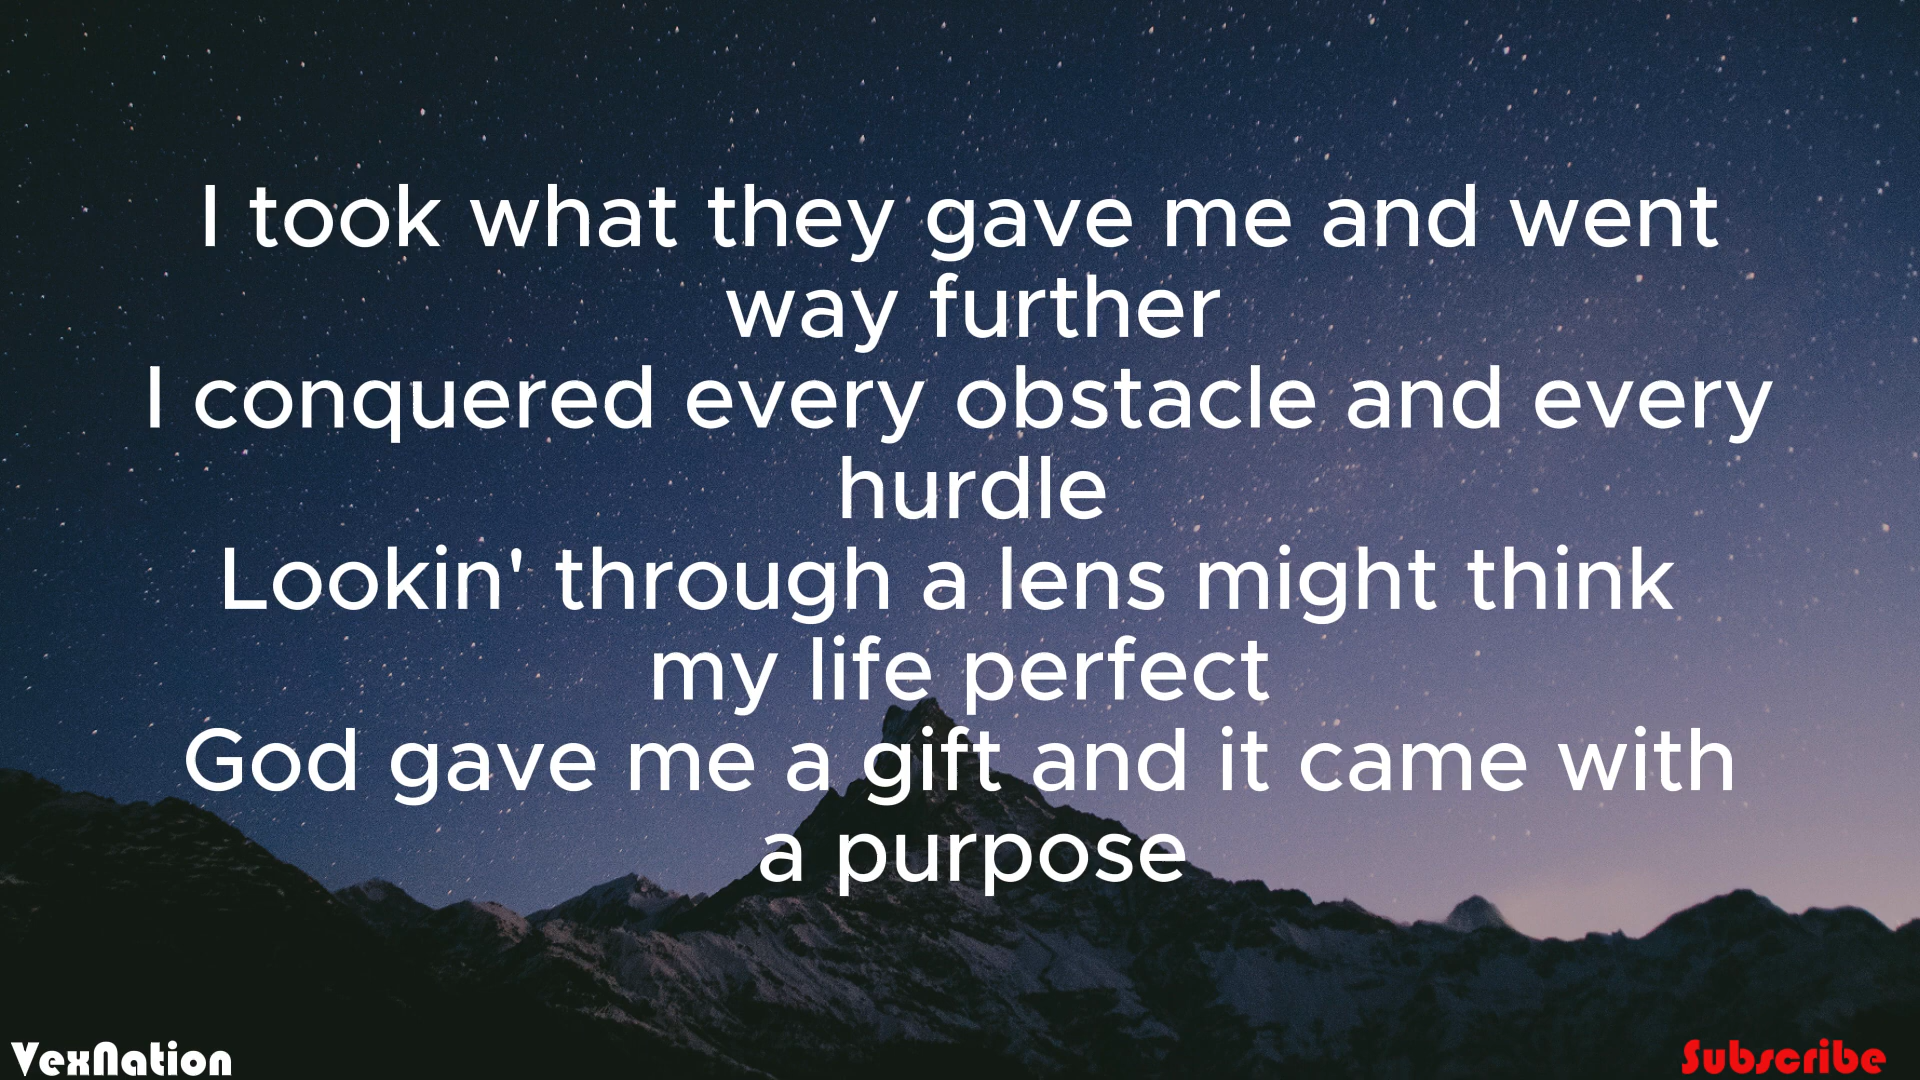 I took what they gave me and went
way further
I conquered every obstacle and every
hurdle
Lookin' through a lens might think
my life perfect
God gave me a gift and it came with
a purpose
VexNation
Subscribe